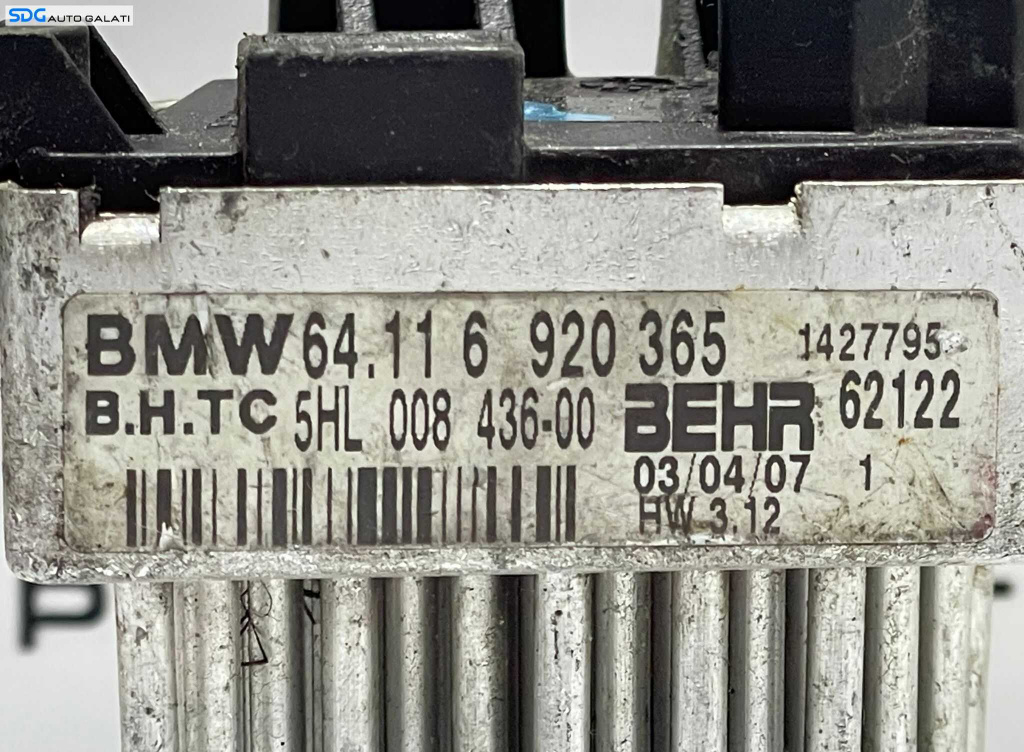 SDG AUTO GALATI
BMW 64.11 6 920 365 1427795
B.H.TC 5HL 008 436-00 BEHR 62122
03/04/07 1
HW 3.12